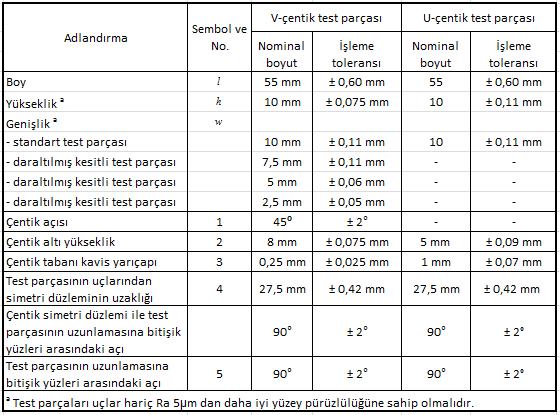 Adlandırma Sembol ve No. V-çentik test parçası U-çentik test parçası
Nominal boyut İşleme toleransı Nominal boyut İşleme toleransı
Boy l 55 mm ± 0,60 mm 55 ± 0,60 mm
Yükseklik ª h 10 mm ± 0,075 mm 10 ± 0,11 mm
Genişlik ª w
- standart test parçası 10 mm ± 0,11 mm 10 ± 0,11 mm
- daraltılmış kesitli test parçası 7,5 mm ± 0,11 mm - -
- daraltılmış kesitli test parçası 5 mm ± 0,06 mm - -
- daraltılmış kesitli test parçası 2,5 mm ± 0,05 mm - -
Çentik açısı 1 45⁰ ± 2° - -
Çentik altı yükseklik 2 8 mm ± 0,075 mm 5 mm ± 0,09 mm
Çentik tabanı kavis yarıçapı 3 0,25 mm ± 0,025 mm 1 mm ± 0,07 mm
Test parçasının uçlarından
simetri düzleminin uzaklığı 4 27,5 mm ± 0,42 mm 27,5 mm ± 0,42 mm
Çentik simetri düzlemi ile test
parçasının uzunlamasına bitişik
yüzleri arasındaki açı 90° ± 2° 90° ± 2°
Test parçasının uzunlamasına
bitişik yüzleri arasındaki açı 5 90° ± 2° 90° ± 2°
ª Test parçaları uçlar hariç Ra 5µm dan daha iyi yüzey pürüzlülüğüne sahip olmalıdır.